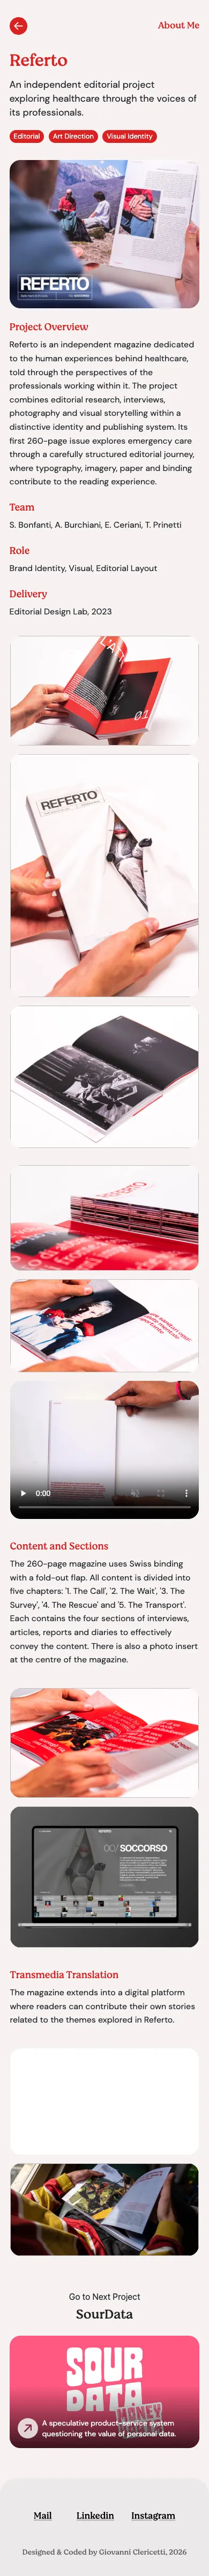 About Me
Referto
An independent editorial project
exploring healthcare through the voices of
its professionals.
Editorial
Art Direction
Visual Identity
REFERTO
Project Overview
Referto is an independent magazine dedicated
to the human experiences behind healthcare,
told through the perspectives of the
professionals working within it. The project
combines editorial research, interviews,
photography and visual storytelling within a
distinctive identity and publishing system. Its
first 260-page issue explores emergency care
through a carefully structured editorial journey,
where typography, imagery, paper and binding
contribute to the reading experience.
Team
S. Bonfanti, A. Burchiani, E. Ceriani, T. Prinetti
Role
Brand Identity, Visual, Editorial Layout
Delivery
Editorial Design Lab, 2023
01
REFERTO
0:00
Content and Sections
The 260-page magazine uses Swiss binding
with a fold-out flap. All content is divided into
five chapters: '1. The Call', '2. The Wait', '3. The
Survey', '4. The Rescue' and '5. The Transport'.
Each contains the four sections of interviews,
articles, reports and diaries to effectively
convey the content. There is also a photo insert
at the centre of the magazine.
00/ SOCCORSO
Transmedia Translation
The magazine extends into a digital platform
where readers can contribute their own stories
related to the themes explored in Referto.
Go to Next Project
SourData
SOUR
DATA
A speculative product-service system
questioning the value of personal data.
Mail
Linkedin
Instagram
Designed & Coded by Giovanni Clericetti, 2026